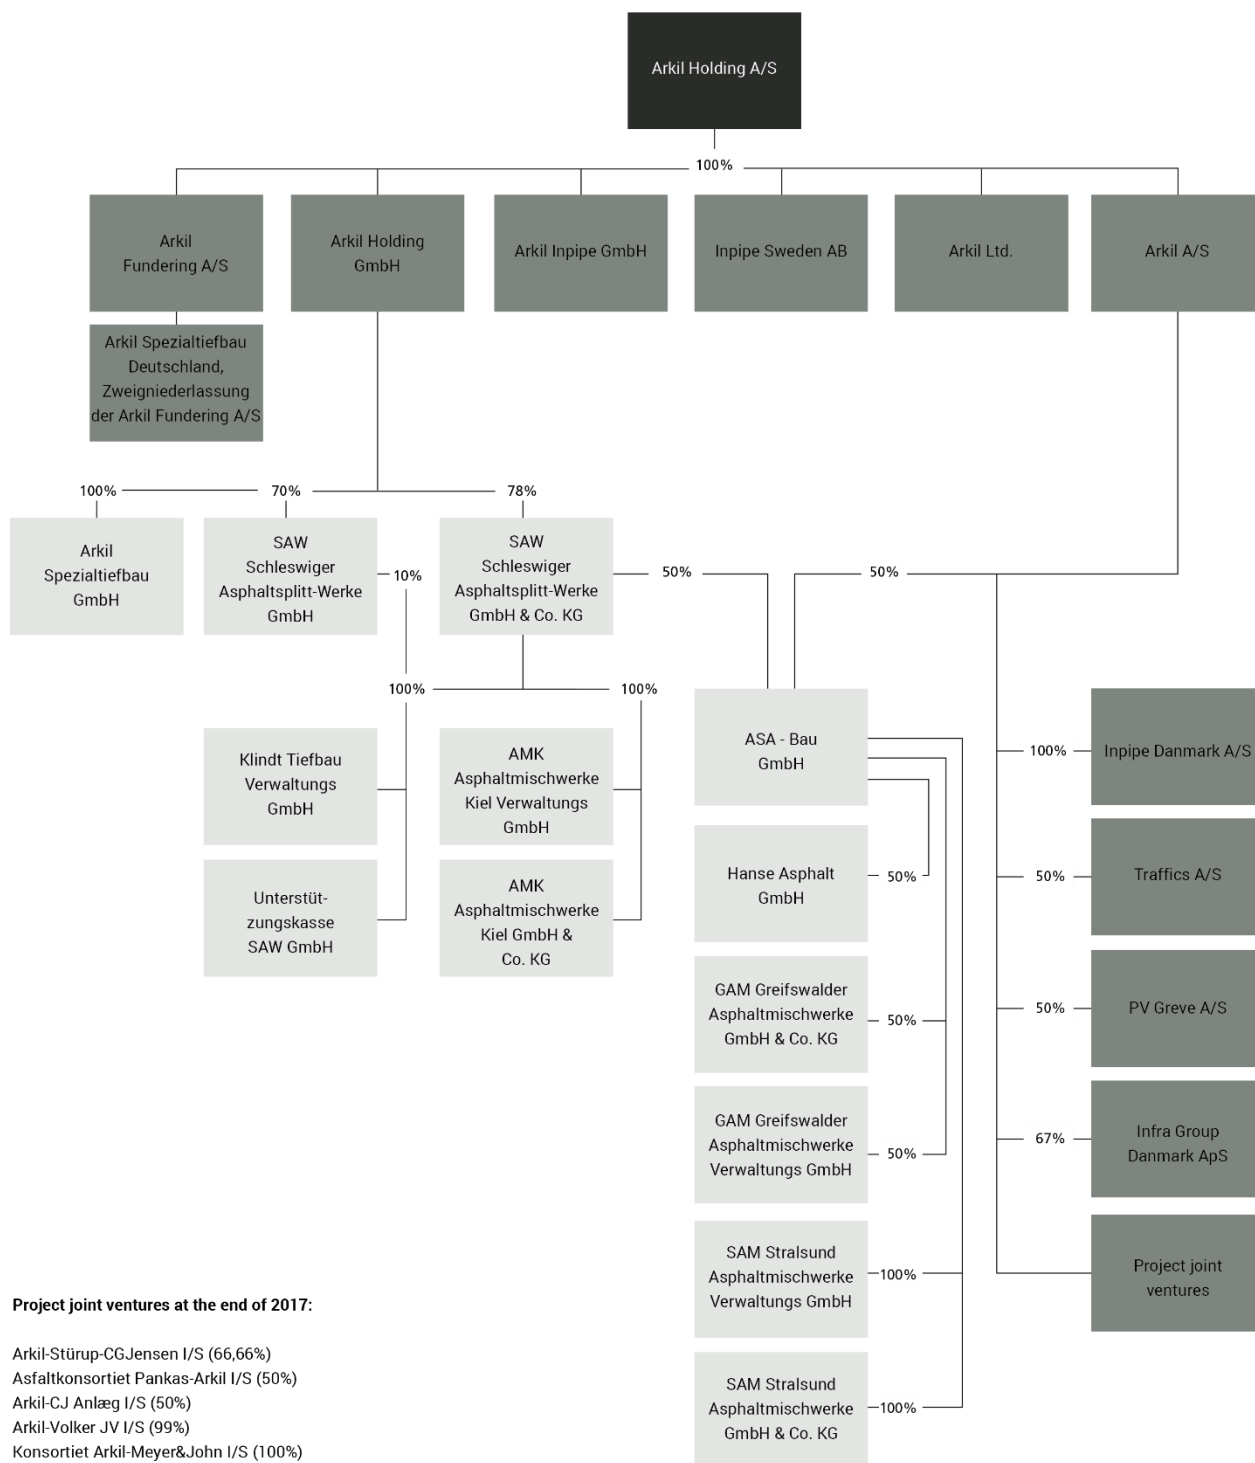 Arkil Holding A/S
100%
Arkil
Fundering A/S
Arkil Holding
GmbH
Arkil Inpipe GmbH
Inpipe Sweden AB
Arkil Ltd.
Arkil A/S
Arkil Spezialtiefbau
Deutschland,
Zweigniederlassung
der Arkil Fundering A/S
100%
70%
78%
Arkil
Spezialtiefbau
GmbH
SAW
Schleswiger
Asphaltsplitt-Werke
GmbH
10%
SAW
Schleswiger
Asphaltsplitt-Werke
GmbH & Co. KG
50%
50%
100%
100%
Klindt Tiefbau
Verwaltungs
GmbH
AMK
Asphaltmischwerke
Kiel Verwaltungs
GmbH
Unterstüt-
zungskasse
SAW GmbH
AMK
Asphaltmischwerke
Kiel GmbH &
Co. KG
ASA - Bau
GmbH
Hanse Asphalt
GmbH
50%
GAM Greifswalder
Asphaltmischwerke
GmbH & Co. KG
50%
GAM Greifswalder
Asphaltmischwerke
Verwaltungs GmbH
50%
SAM Stralsund
Asphaltmischwerke
Verwaltungs GmbH
100%
SAM Stralsund
Asphaltmischwerke
GmbH & Co. KG
100%
100%
Inpipe Danmark A/S
50%
Traffics A/S
50%
PV Greve A/S
67%
Infra Group
Danmark ApS
Project joint
ventures
Project joint ventures at the end of 2017:
Arkil-Stürup-CGJensen I/S (66,66%)
Asfaltkonsortiet Pankas-Arkil I/S (50%)
Arkil-CJ Anlæg I/S (50%)
Arkil-Volker JV I/S (99%)
Konsortiet Arkil-Meyer&John I/S (100%)